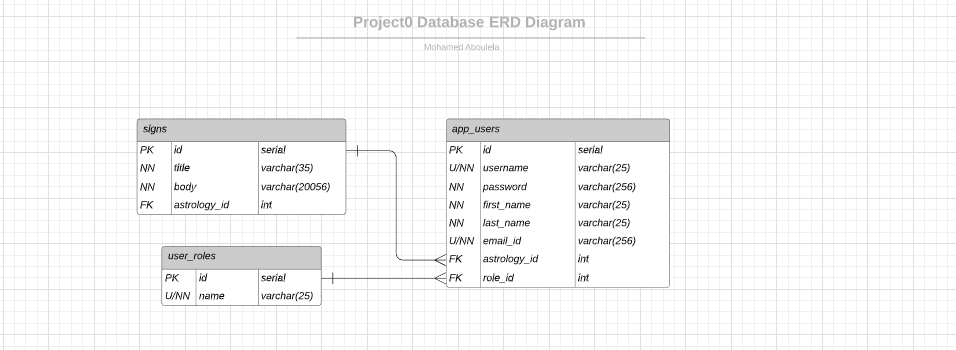 Project0 Database ERD Diagram
Mohamed Aboulela
signs
PK id serial
NN title varchar(35)
NN body varchar(20056)
FK astrology_id int
user_roles
PK id serial
U/NN name varchar(25)
app_users
PK id serial
U/NN username varchar(25)
NN password varchar(256)
NN first_name varchar(25)
NN last_name varchar(25)
U/NN email_id varchar(256)
FK astrology_id int
FK role_id int